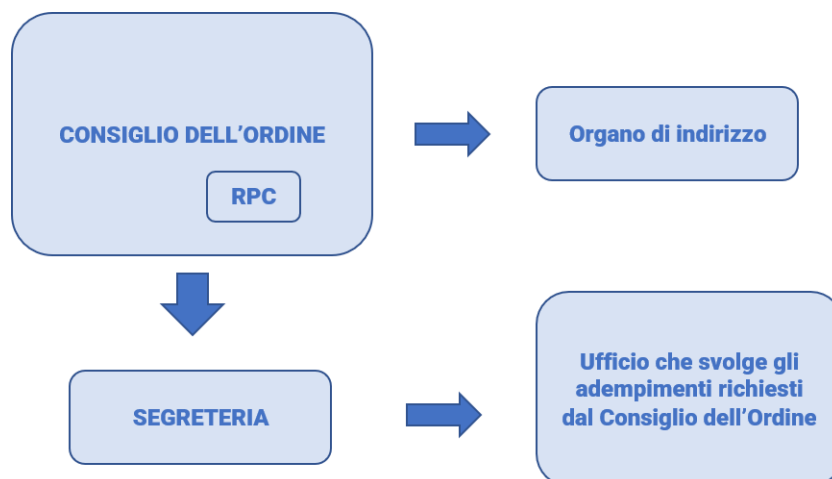 CONSIGLIO DELL’ORDINE
RPC
Organo di indirizzo
SEGRETERIA
Ufficio che svolge gli
adempimenti richiesti
dal Consiglio dell’Ordine